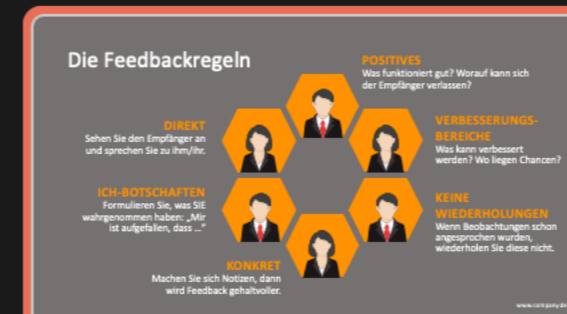 Die Feedbackregeln
POSITIVES
Was funktioniert gut? Worauf kann sich
der Empfänger verlassen?
DIREKT
Sehen Sie den Empfänger an
und sprechen Sie zu ihm/ihr.
VERBESSERUNGS-
BEREICHE
Was kann verbessert
werden? Wo liegen Chancen?
ICH-BOTSCHAFTEN
Formulieren Sie, was SIE
wahrgenommen haben: „Mir
ist aufgefallen, dass ..."
KEINE
WIEDERHOLUNGEN
Wenn Beobachtungen schon
angesprochen wurden,
wiederholen Sie diese nicht.
KONKRET
Machen Sie sich Notizen, dann
wird Feedback gehaltvoller.
www.company.de